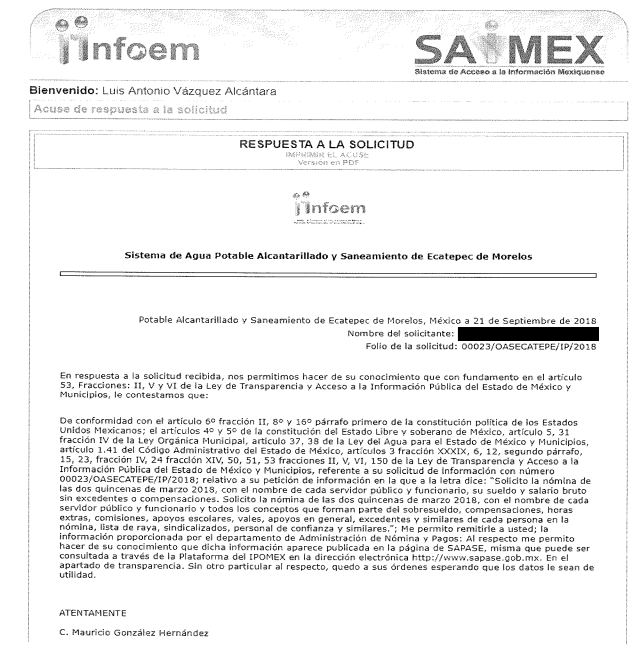 infoem
SAIMEX
Sistema de Acceso a la Información Mexiquense
Bienvenido: Luis Antonio Vázquez Alcántara
Acuse de respuesta a la solicitud
RESPUESTA A LA SOLICITUD
IMPRIMIR EL ACUSE
Versión en PDF
infoem
Sistema de Agua Potable Alcantarillado y Saneamiento de Ecatepec de Morelos
Potable Alcantarillado y Saneamiento de Ecatepec de Morelos, México a 21 de Septiembre de 2018
Nombre del solicitante:
Folio de la solicitud: 00023/OASECATEPE/IP/2018
En respuesta a la solicitud recibida, nos permitimos hacer de su conocimiento que con fundamento en el artículo
53, Fracciones: II, V y VI de la Ley de Transparencia y Acceso a la Información Pública del Estado de México y
Municipios, le contestamos que:
De conformidad con el artículo 6º fracción II, 8º y 16º párrafo primero de la constitución política de los Estados
Unidos Mexicanos; el artículos 4º y 5º de la constitución del Estado Libre y soberano de México, artículo 5, 31
fracción IV de la Ley Orgánica Municipal, artículo 37, 38 de la Ley del Agua para el Estado de México y Municipios,
artículo 1.41 del Código Administrativo del Estado de México, artículos 3 fracción XXXIX, 6, 12, segundo párrafo,
15, 23, fracción IV, 24 fracción XIV, 50, 51, 53 fracciones II, V, VI, 150 de la Ley de Transparencia y Acceso a la
Información Pública del Estado de México y Municipios, referente a su solicitud de información con número
00023/OASECATEPE/IP/2018; relativo a su petición de información en la que a la letra dice: "Solicito la nómina de
las dos quincenas de marzo 2018, con el nombre de cada servidor público y funcionario, su sueldo y salario bruto
sin excedentes o compensaciones. Solicito la nómina de las dos quincenas de marzo 2018, con el nombre de cada
servidor público y funcionario y todos los conceptos que forman parte del sobresueldo, compensaciones, horas
extras, comisiones, apoyos escolares, vales, apoyos en general, excedentes y similares de cada persona en la
nómina, lista de raya, sindicalizados, personal de confianza y similares."; Me permito remitirle a usted; la
información proporcionada por el departamento de Administración de Nómina y Pagos: Al respecto me permito
hacer de su conocimiento que dicha información aparece publicada en la página de SAPASE, misma que puede ser
consultada a través de la Plataforma del IPOMEX en la dirección electrónica http://www.sapase.gob.mx. En el
apartado de transparencia. Sin otro particular al respecto, quedo a sus órdenes esperando que los datos le sean de
utilidad.
ATENTAMENTE
C. Mauricio González Hernández